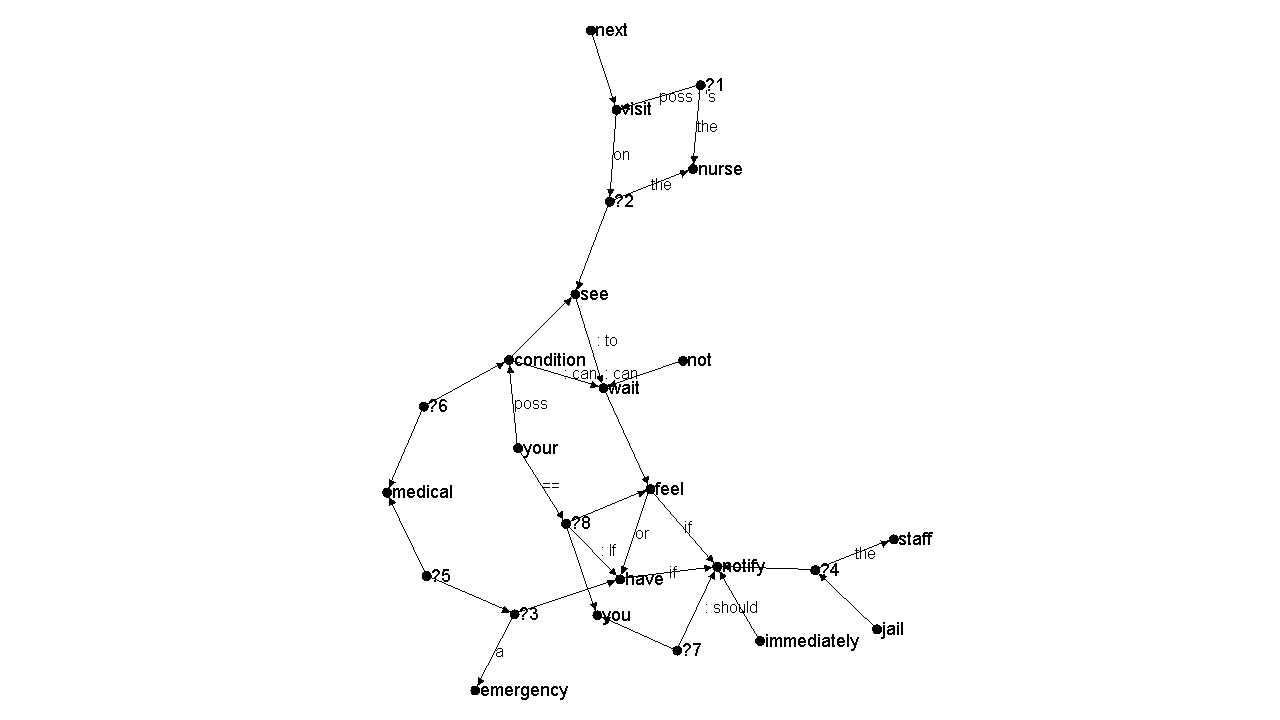 next
?1
poss 's
visit
the
on
nurse
the
?2
see
: to
condition
not
: can
: can
wait
?6
poss
your
==
feel
medical
?8
if
or
staff
: If
the
notify
?4
if
have
?5
: should
?3
you
jail
immediately
?7
a
emergency